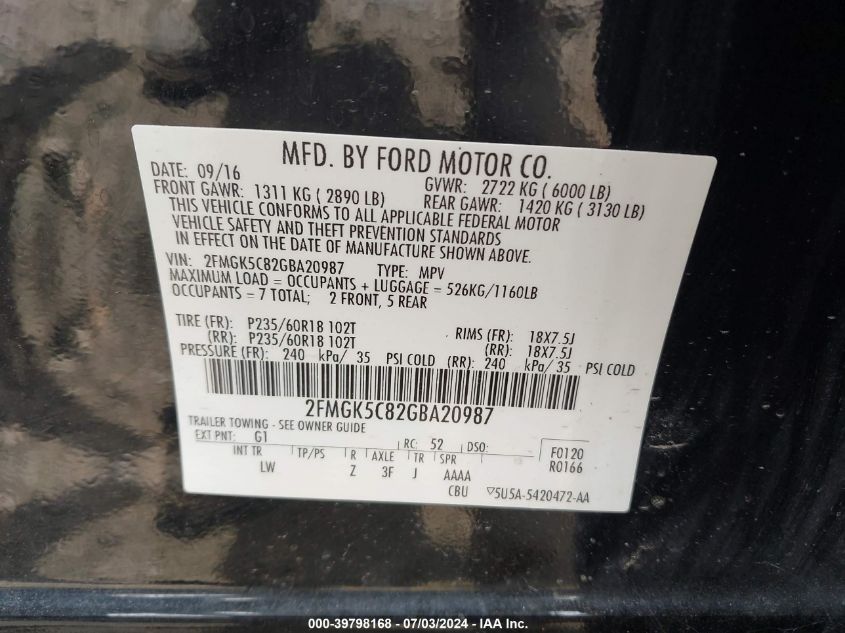 MFD. BY FORD MOTOR CO.
DATE: 09/16 GVWR: 2722 KG ( 6000 LB)
FRONT GAWR: 1311 KG ( 2890 LB) REAR GAWR: 1420 KG ( 3130 LB)
THIS VEHICLE CONFORMS TO ALL APPLICABLE FEDERAL MOTOR
VEHICLE SAFETY AND THEFT PREVENTION STANDARDS
IN EFFECT ON THE DATE OF MANUFACTURE SHOWN ABOVE.
VIN: 2FMGK5C82GBA20987 TYPE: MPV
MAXIMUM LOAD = OCCUPANTS + LUGGAGE = 526KG/1160LB
OCCUPANTS = 7 TOTAL; 2 FRONT, 5 REAR
TIRE (FR): P235/60R18 102T RIMS (FR): 18X7.5J
(RR): P235/60R18 102T (RR): 18X7.5J
PRESSURE (FR): 240 kPa/ 35 PSI COLD (RR): 240 kPa/ 35 PSI COLD
2FMGK5C82GBA20987
TRAILER TOWING - SEE OWNER GUIDE
EXT PNT: G1 RC: 52 DSO: F0120
INT TR TP/PS R AXLE TR SPR R0166
LW Z 3F J AAAA
CBU ▽5U5A-5420472-AA
000-39798168 - 07/03/2024 - IAA Inc.